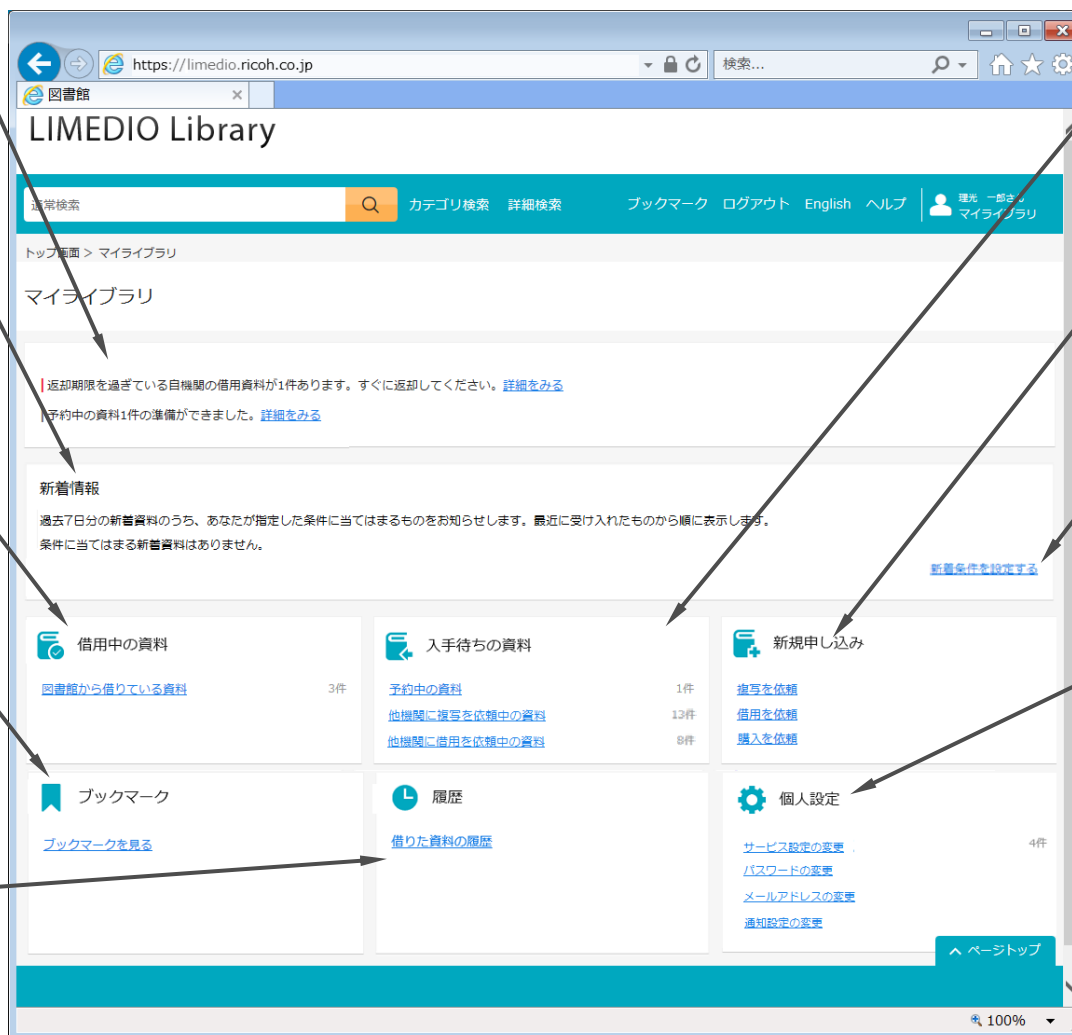 https://limedio.ricoh.co.jp
検索...
図書館
LIMEDIO Library
通常検索
カテゴリ検索 詳細検索 ブックマーク ログアウト English ヘルプ
理光 一郎さん
マイライブラリ
トップ画面 > マイライブラリ
マイライブラリ
返却期限を過ぎている自機関の借用資料が1件あります。すぐに返却してください。詳細をみる
予約中の資料1件の準備ができました。詳細をみる
新着情報
過去7日分の新着資料のうち、あなたが指定した条件に当てはまるものをお知らせします。最近に受け入れたものから順に表示します。
条件に当てはまる新着資料はありません。
新着条件を設定する
借用中の資料
図書館から借りている資料 3件
入手待ちの資料
予約中の資料 1件
他機関に複写を依頼中の資料 13件
他機関に借用を依頼中の資料 8件
新規申し込み
複写を依頼
借用を依頼
購入を依頼
ブックマーク
ブックマークを見る
履歴
借りた資料の履歴
個人設定
サービス設定の変更 4件
パスワードの変更
メールアドレスの変更
通知設定の変更
ページトップ
100%